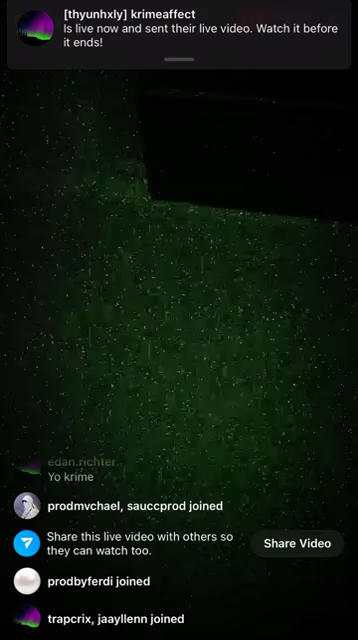 [thyunhxly] krimeaffect
Is live now and sent their live video. Watch it before
it ends!
edan.richter
Yo krime
prodmvchael, sauccprod joined
Share this live video with others so
they can watch too.
Share Video
prodbyferdi joined
trapcrix, jaayllenn joined